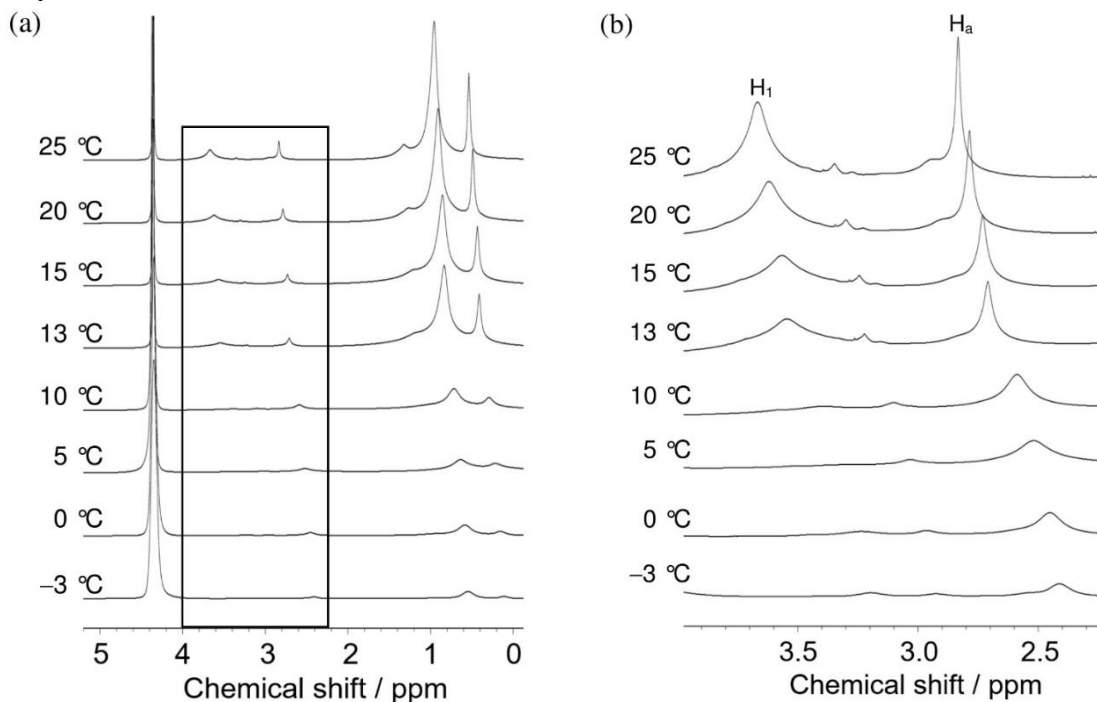 (a)
25 °C
20 °C
15 °C
13 °C
10 °C
5 °C
0 °C
–3 °C
5 4 3 2 1 0
Chemical shift / ppm
(b)
H₁ Hₐ
25 °C
20 °C
15 °C
13 °C
10 °C
5 °C
0 °C
–3 °C
3.5 3.0 2.5
Chemical shift / ppm